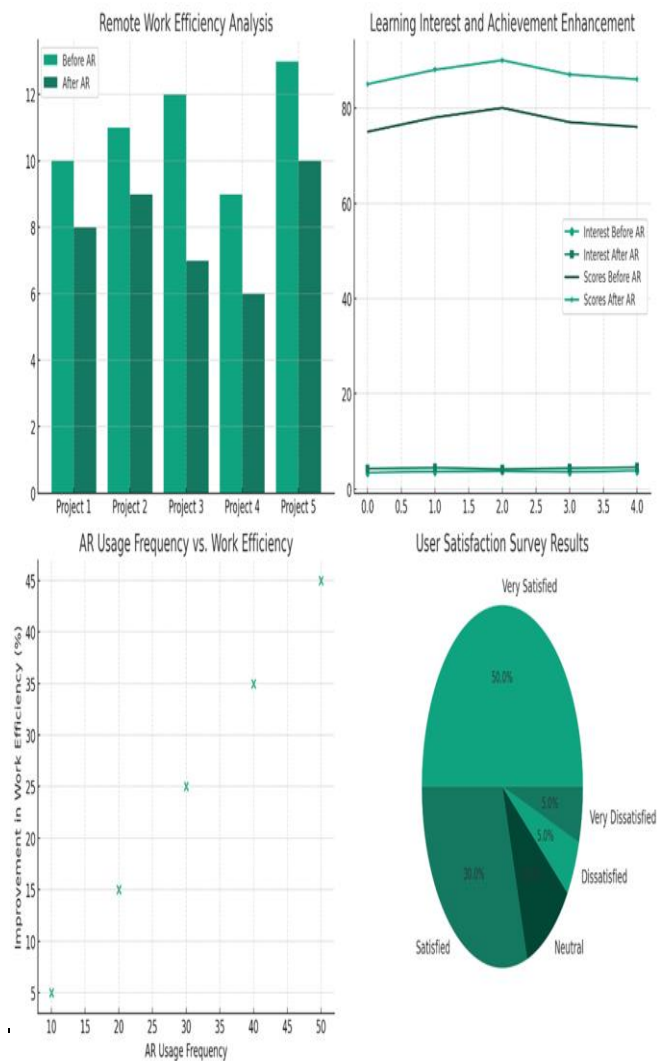 Remote Work Efficiency Analysis
Before AR
After AR
12
10
8
6
4
2
0
Project 1 Project 2 Project 3 Project 4 Project 5
Learning Interest and Achievement Enhancement
80
60
40
20
0
Interest Before AR
Interest After AR
Scores Before AR
Scores After AR
0.0 0.5 1.0 1.5 2.0 2.5 3.0 3.5 4.0
AR Usage Frequency vs. Work Efficiency
Improvement in Work Efficiency (%)
45
40
35
30
25
20
15
10
5
10 15 20 25 30 35 40 45 50
AR Usage Frequency
User Satisfaction Survey Results
Very Satisfied
50.0%
5.0%
Very Dissatisfied
5.0%
Dissatisfied
30.0%
Satisfied
Neutral